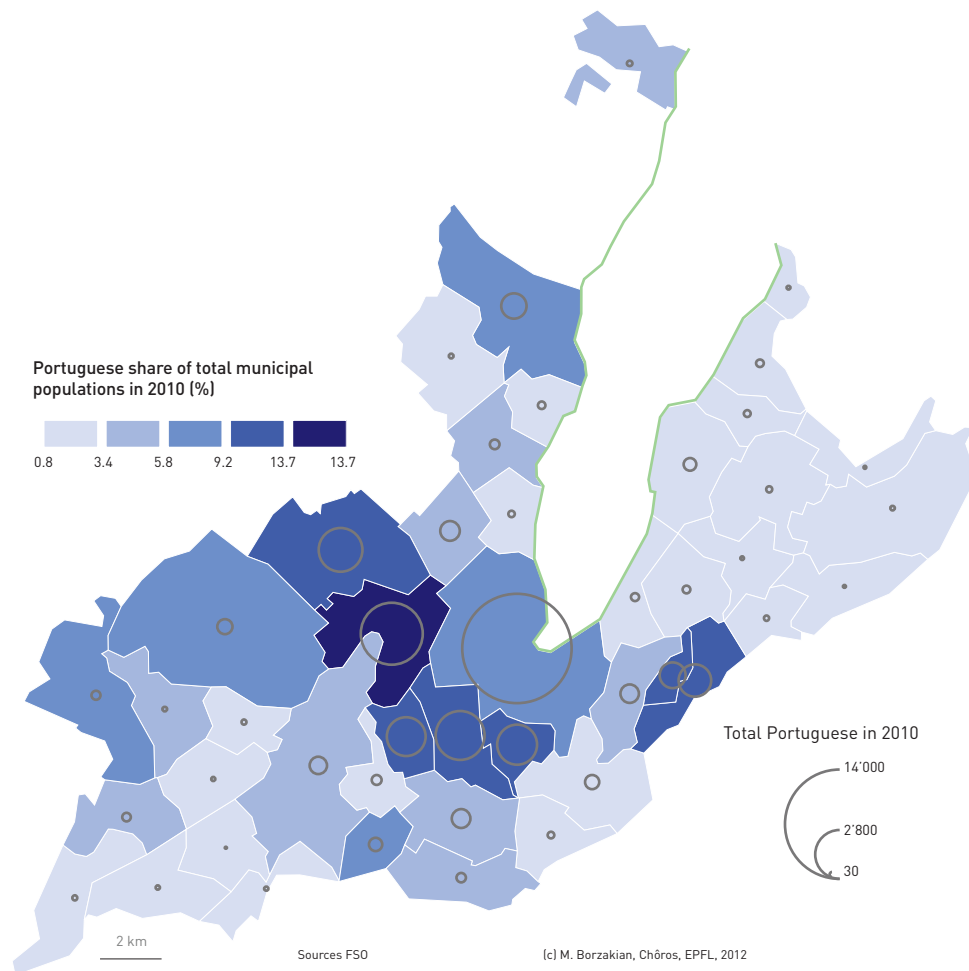 Portuguese share of total municipal
populations in 2010 (%)
0.8 3.4 5.8 9.2 13.7 13.7
Total Portuguese in 2010
14'000
2'800
30
2 km
Sources FSO
(c) M. Borzakian, Chôros, EPFL, 2012